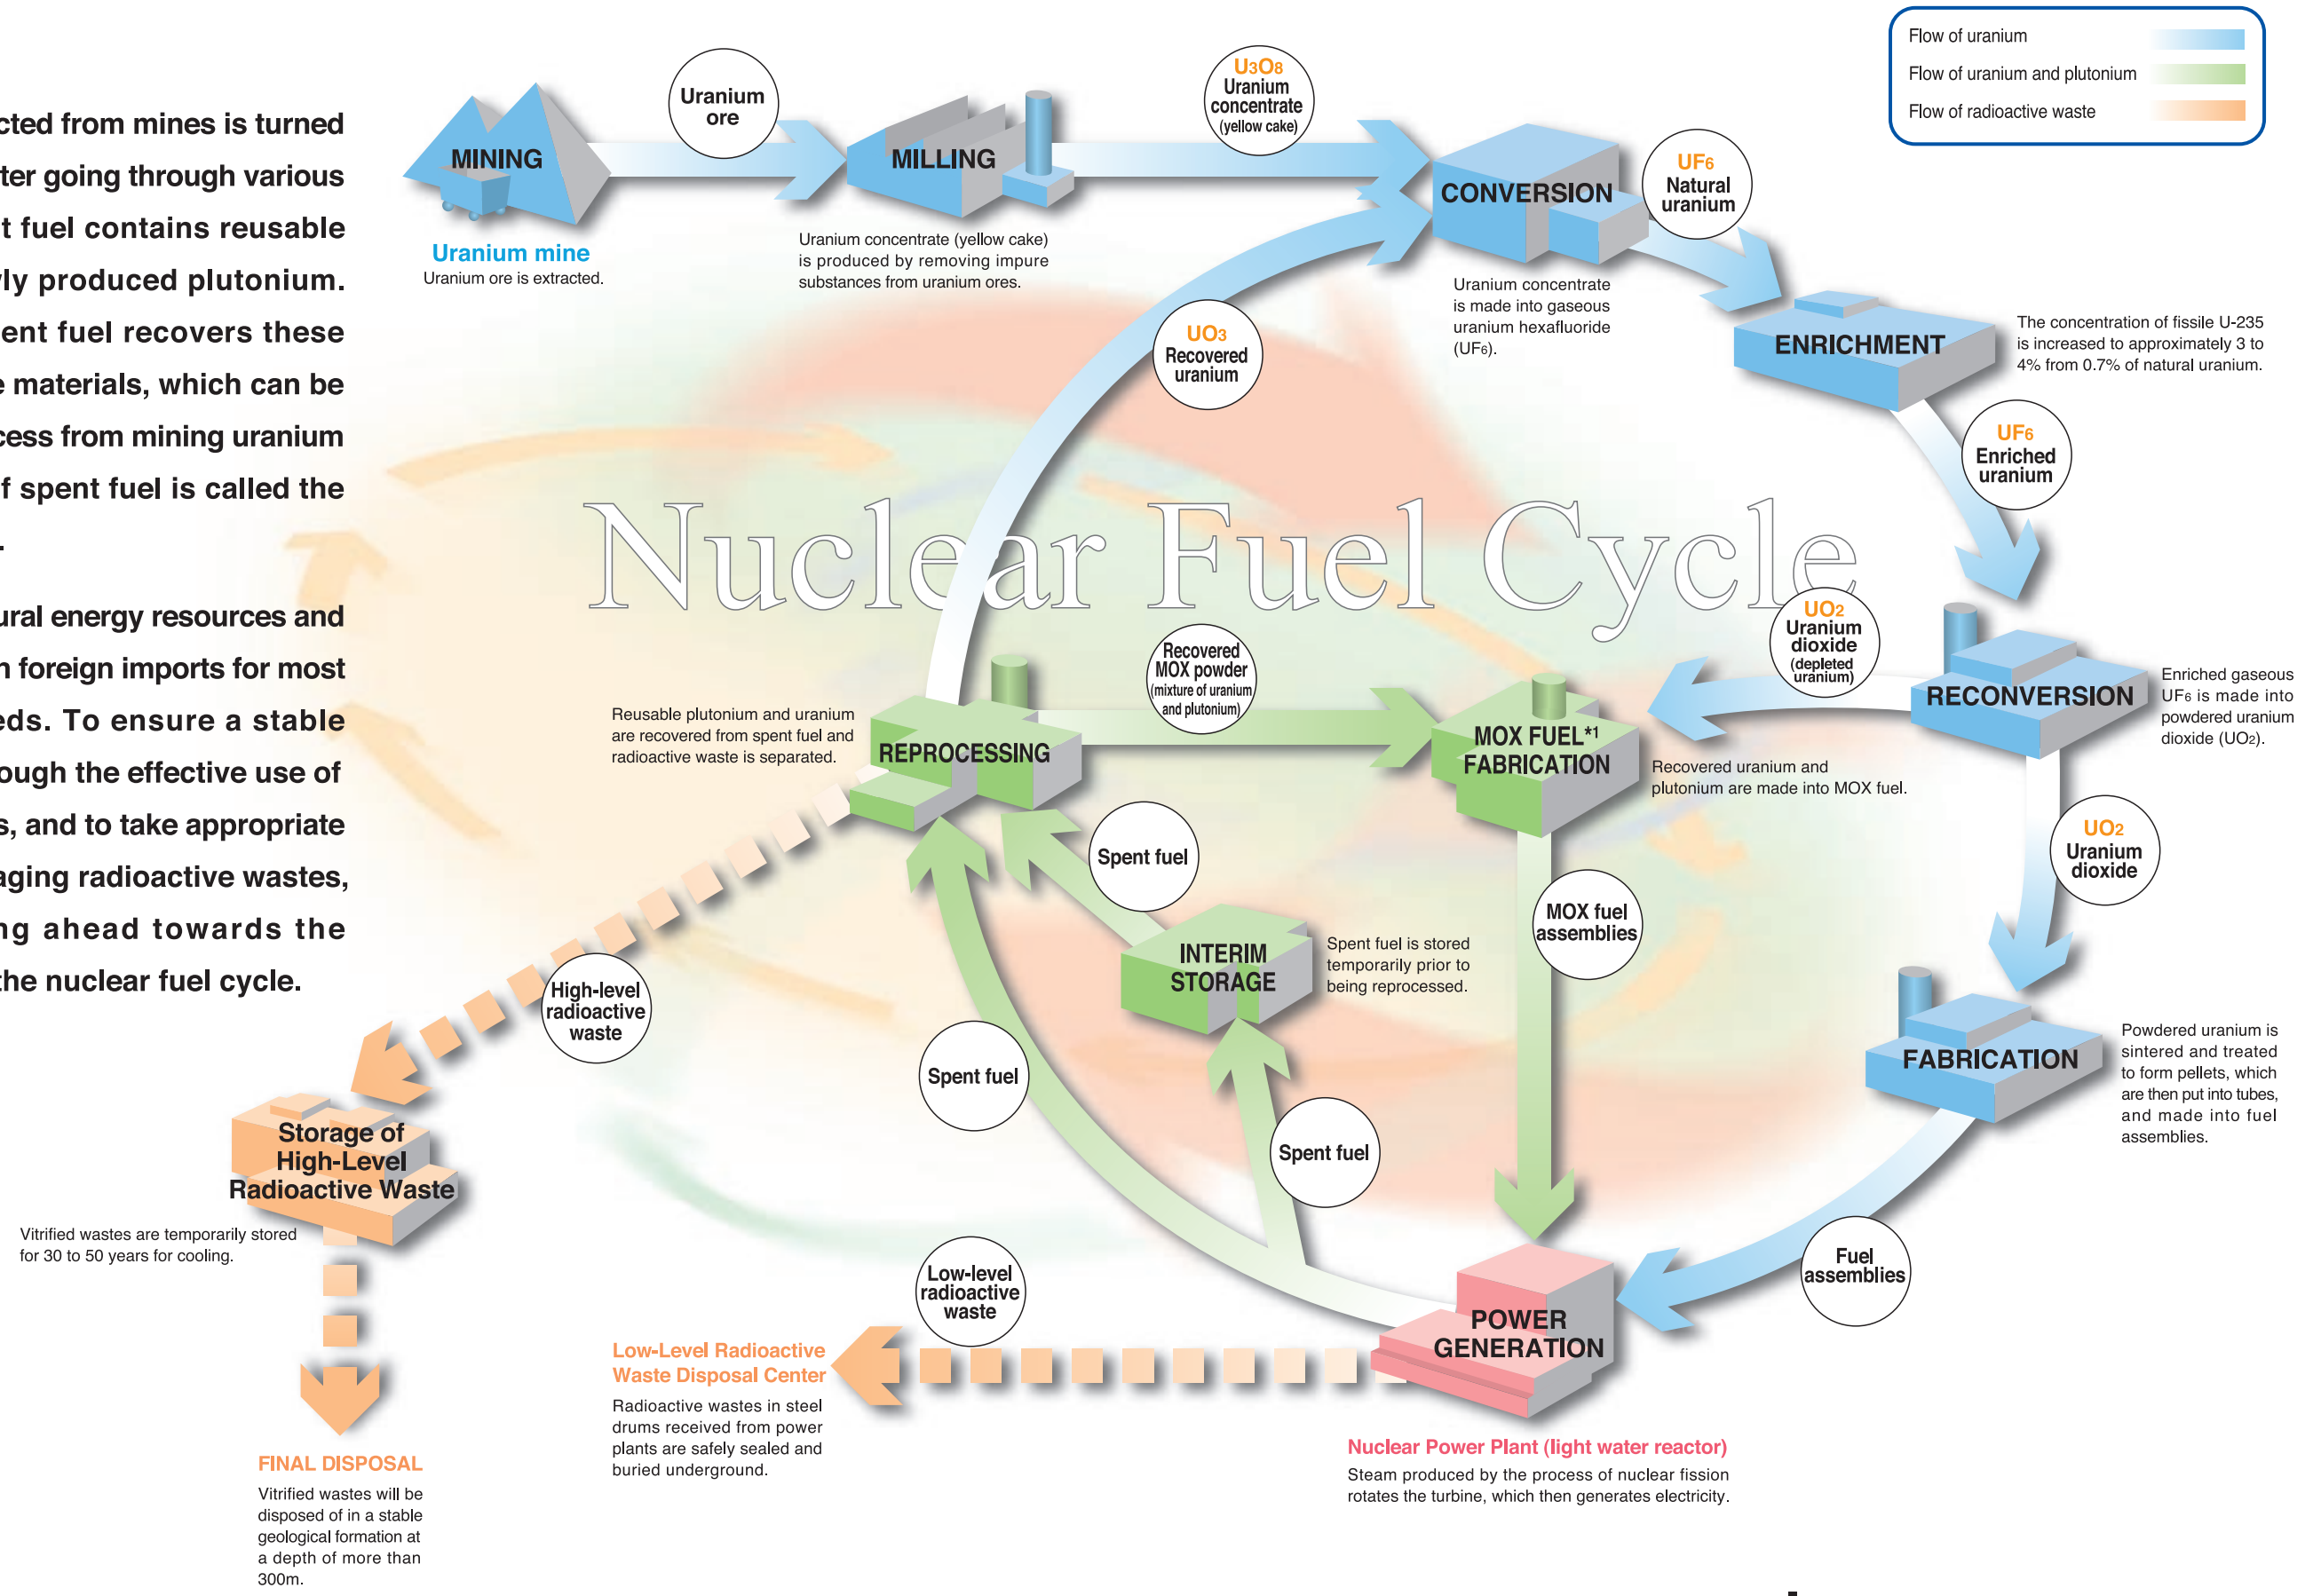 cted from mines is turned
ter going through various
t fuel contains reusable
ly produced plutonium.
ent fuel recovers these
e materials, which can be
cess from mining uranium
f spent fuel is called the
.
ural energy resources and
n foreign imports for most
eds. To ensure a stable
ough the effective use of
s, and to take appropriate
aging radioactive wastes,
ng ahead towards the
the nuclear fuel cycle.
Flow of uranium
Flow of uranium and plutonium
Flow of radioactive waste
MINING
Uranium mine
Uranium ore is extracted.
Uranium
ore
MILLING
Uranium concentrate (yellow cake)
is produced by removing impure
substances from uranium ores.
U3O8
Uranium
concentrate
(yellow cake)
CONVERSION
Uranium concentrate
is made into gaseous
uranium hexafluoride
(UF6).
UF6
Natural
uranium
ENRICHMENT
The concentration of fissile U-235
is increased to approximately 3 to
4% from 0.7% of natural uranium.
UF6
Enriched
uranium
UO3
Recovered
uranium
Nuclear Fuel Cycle
UO2
Uranium
dioxide
(depleted
uranium)
RECONVERSION
Enriched gaseous
UF6 is made into
powdered uranium
dioxide (UO2).
Recovered
MOX powder
(mixture of uranium
and plutonium)
Reusable plutonium and uranium
are recovered from spent fuel and
radioactive waste is separated.
REPROCESSING
MOX FUEL*1
FABRICATION
Recovered uranium and
plutonium are made into MOX fuel.
UO2
Uranium
dioxide
Spent fuel
MOX fuel
assemblies
INTERIM
STORAGE
Spent fuel is stored
temporarily prior to
being reprocessed.
High-level
radioactive
waste
Spent fuel
Spent fuel
FABRICATION
Powdered uranium is
sintered and treated
to form pellets, which
are then put into tubes,
and made into fuel
assemblies.
Storage of
High-Level
Radioactive Waste
Vitrified wastes are temporarily stored
for 30 to 50 years for cooling.
Fuel
assemblies
Low-level
radioactive
waste
POWER
GENERATION
Low-Level Radioactive
Waste Disposal Center
Radioactive wastes in steel
drums received from power
plants are safely sealed and
buried underground.
Nuclear Power Plant (light water reactor)
Steam produced by the process of nuclear fission
rotates the turbine, which then generates electricity.
FINAL DISPOSAL
Vitrified wastes will be
disposed of in a stable
geological formation at
a depth of more than
300m.